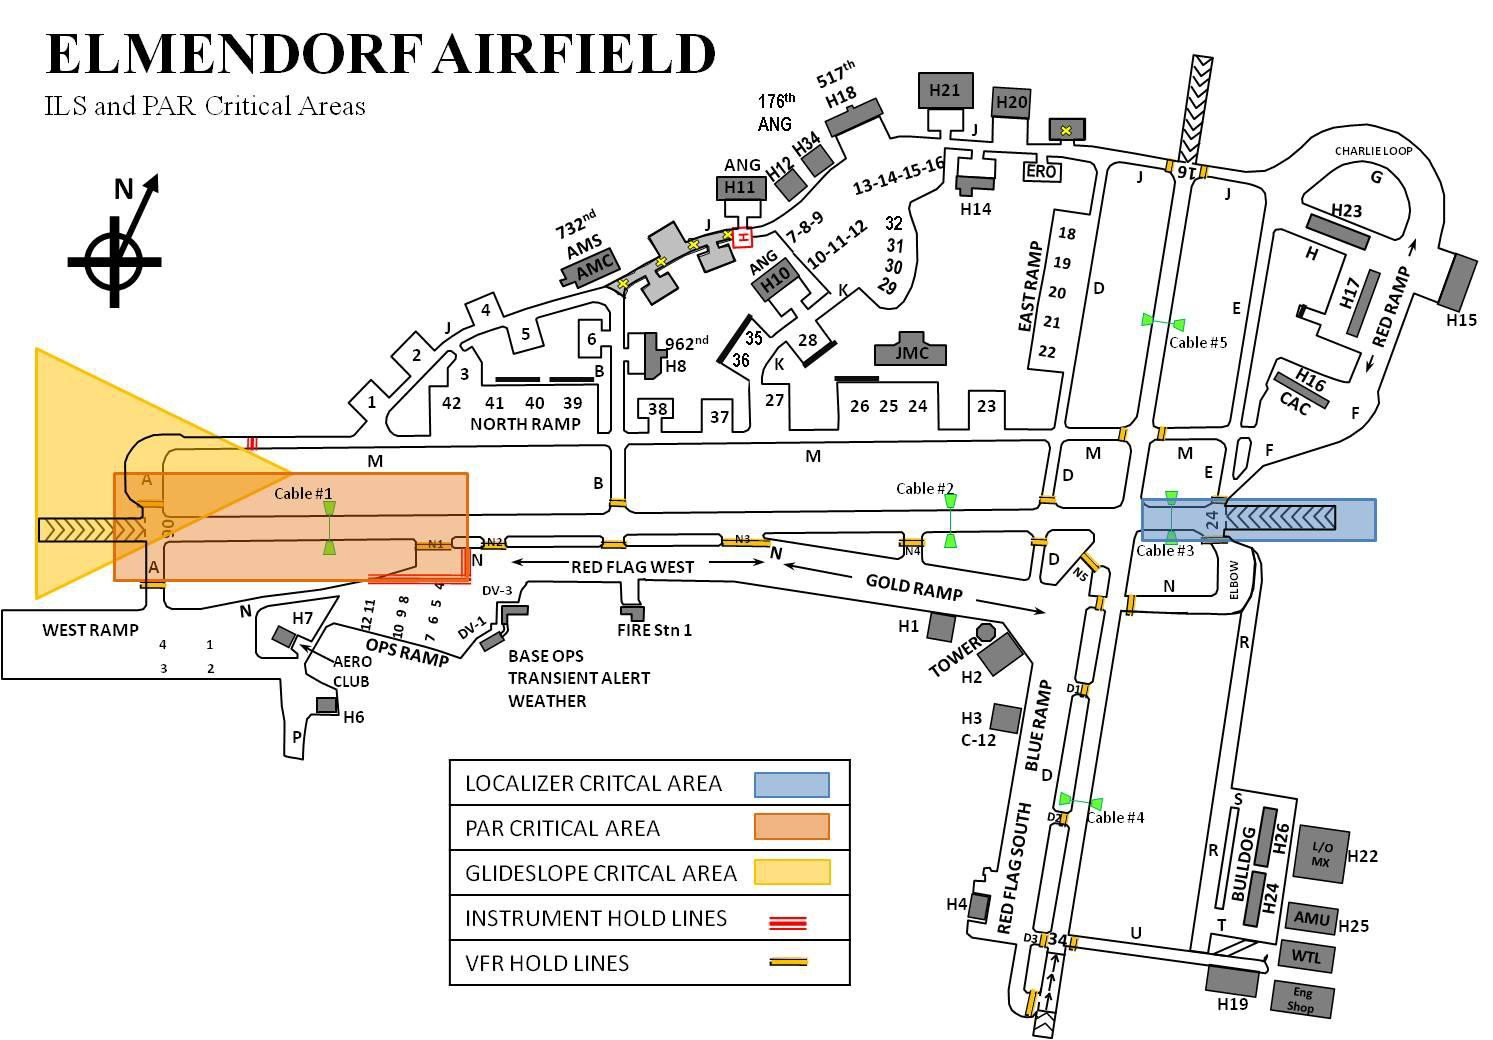 ELMENDORF AIRFIELD
ILS and PAR Critical Areas
N
517th
H18
176th
ANG
H34
H12
ANG
H11
H21
H20
J
ERO
H14
13-14-15-16
7-8-9
10-11-12
32
31
30
29
ANG
H10
K
732nd
AMS
AMC
J
H
J
4
5
2
3
1
6
B
962nd
H8
35
36
28
K
JMC
42
41
40
39
NORTH RAMP
38
37
27
26
25
24
23
EAST RAMP
18
19
20
21
22
D
J
16
J
E
Cable #5
CHARLIE LOOP
G
H23
H
H17
RED RAMP
H15
H16
CAC
F
F
M
M
M
M
D
E
A
Cable #1
B
Cable #2
24
Cable #3
A
N1
N2
N3
N4
N
N
D
D
N5
N
ELBOW
RED FLAG WEST
GOLD RAMP
WEST RAMP
4
1
3
2
N
H7
AERO
CLUB
H6
P
12 11
10 9 8
7 6 5 4
OPS RAMP
DV-3
DV-1
BASE OPS
TRANSIENT ALERT
WEATHER
FIRE Stn 1
H1
TOWER
H2
H3
C-12
BLUE RAMP
D
D1
D2
D3
34
Cable #4
RED FLAG SOUTH
H4
R
S
R
BULLDOG
H26
H24
T
U
L/O
MX
H22
AMU
H25
WTL
Eng
Shop
H19
LOCALIZER CRITCAL AREA
PAR CRITICAL AREA
GLIDESLOPE CRITCAL AREA
INSTRUMENT HOLD LINES
VFR HOLD LINES